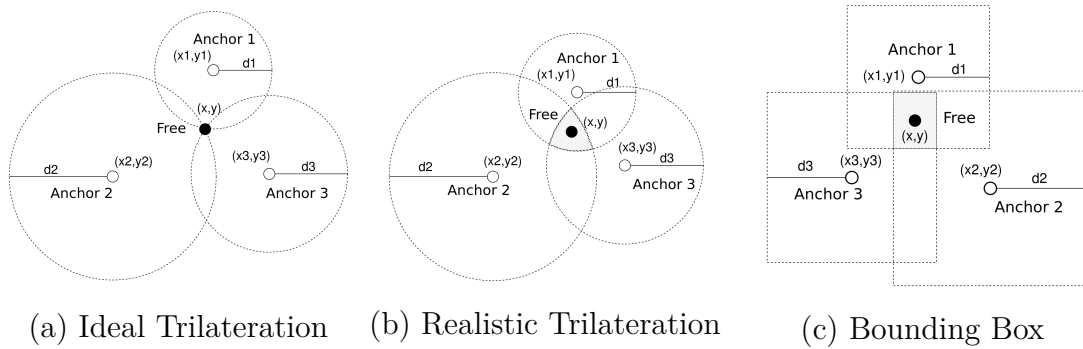 Anchor 1
(x1,y1)
d1
(x,y)
Free
d2
(x2,y2)
Anchor 2
(x3,y3)
d3
Anchor 3
(a) Ideal Trilateration
Anchor 1
(x1,y1)
d1
Free
(x,y)
d2
(x2,y2)
Anchor 2
(x3,y3)
d3
Anchor 3
(b) Realistic Trilateration
Anchor 1
(x1,y1)
d1
Free
(x,y)
d3
(x3,y3)
Anchor 3
(x2,y2)
d2
Anchor 2
(c) Bounding Box